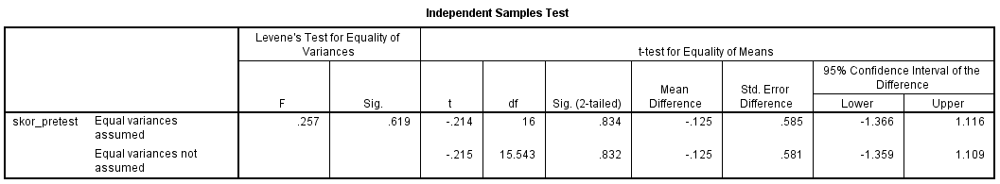 Independent Samples Test
Levene's Test for Equality of Variances
t-test for Equality of Means
95% Confidence Interval of the Difference
F Sig. t df Sig. (2-tailed) Mean Difference Std. Error Difference Lower Upper
skor_pretest Equal variances assumed .257 .619 -.214 16 .834 -.125 .585 -1.366 1.116
Equal variances not assumed -.215 15.543 .832 -.125 .581 -1.359 1.109